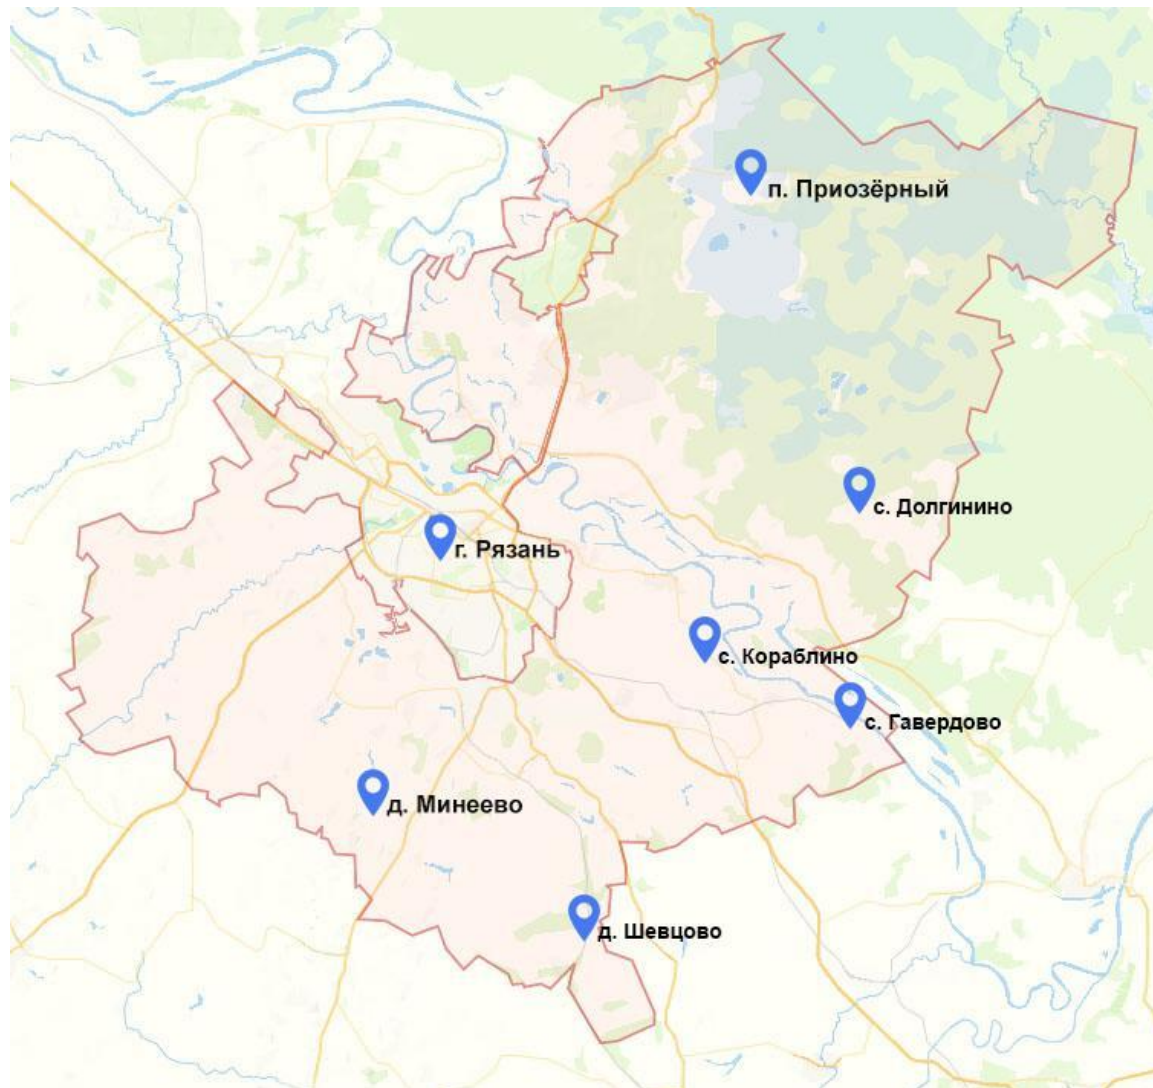 п. Приозёрный
с. Долгинино
г. Рязань
с. Кораблино
с. Гавердово
д. Минеево
д. Шевцово